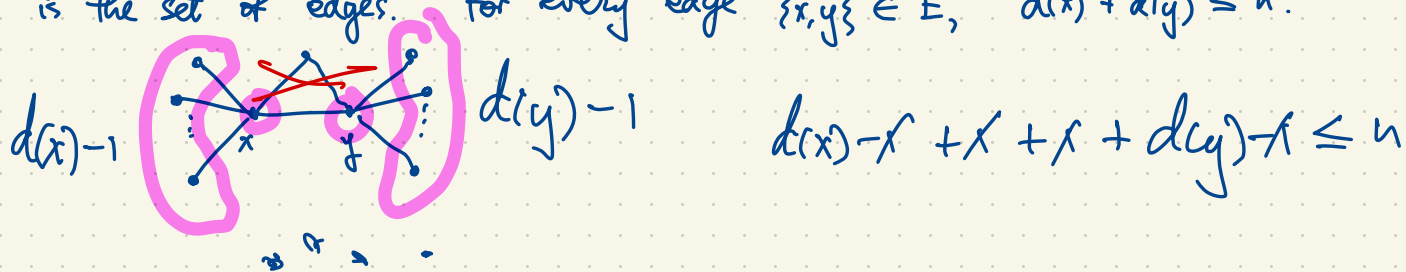 is the set of edges. For every edge {x,y} ∈ E, d(x) + d(y) ≤ n.
d(x)-1 x y d(y)-1 d(x)-1 +1 +1 + d(y)-1 ≤ n